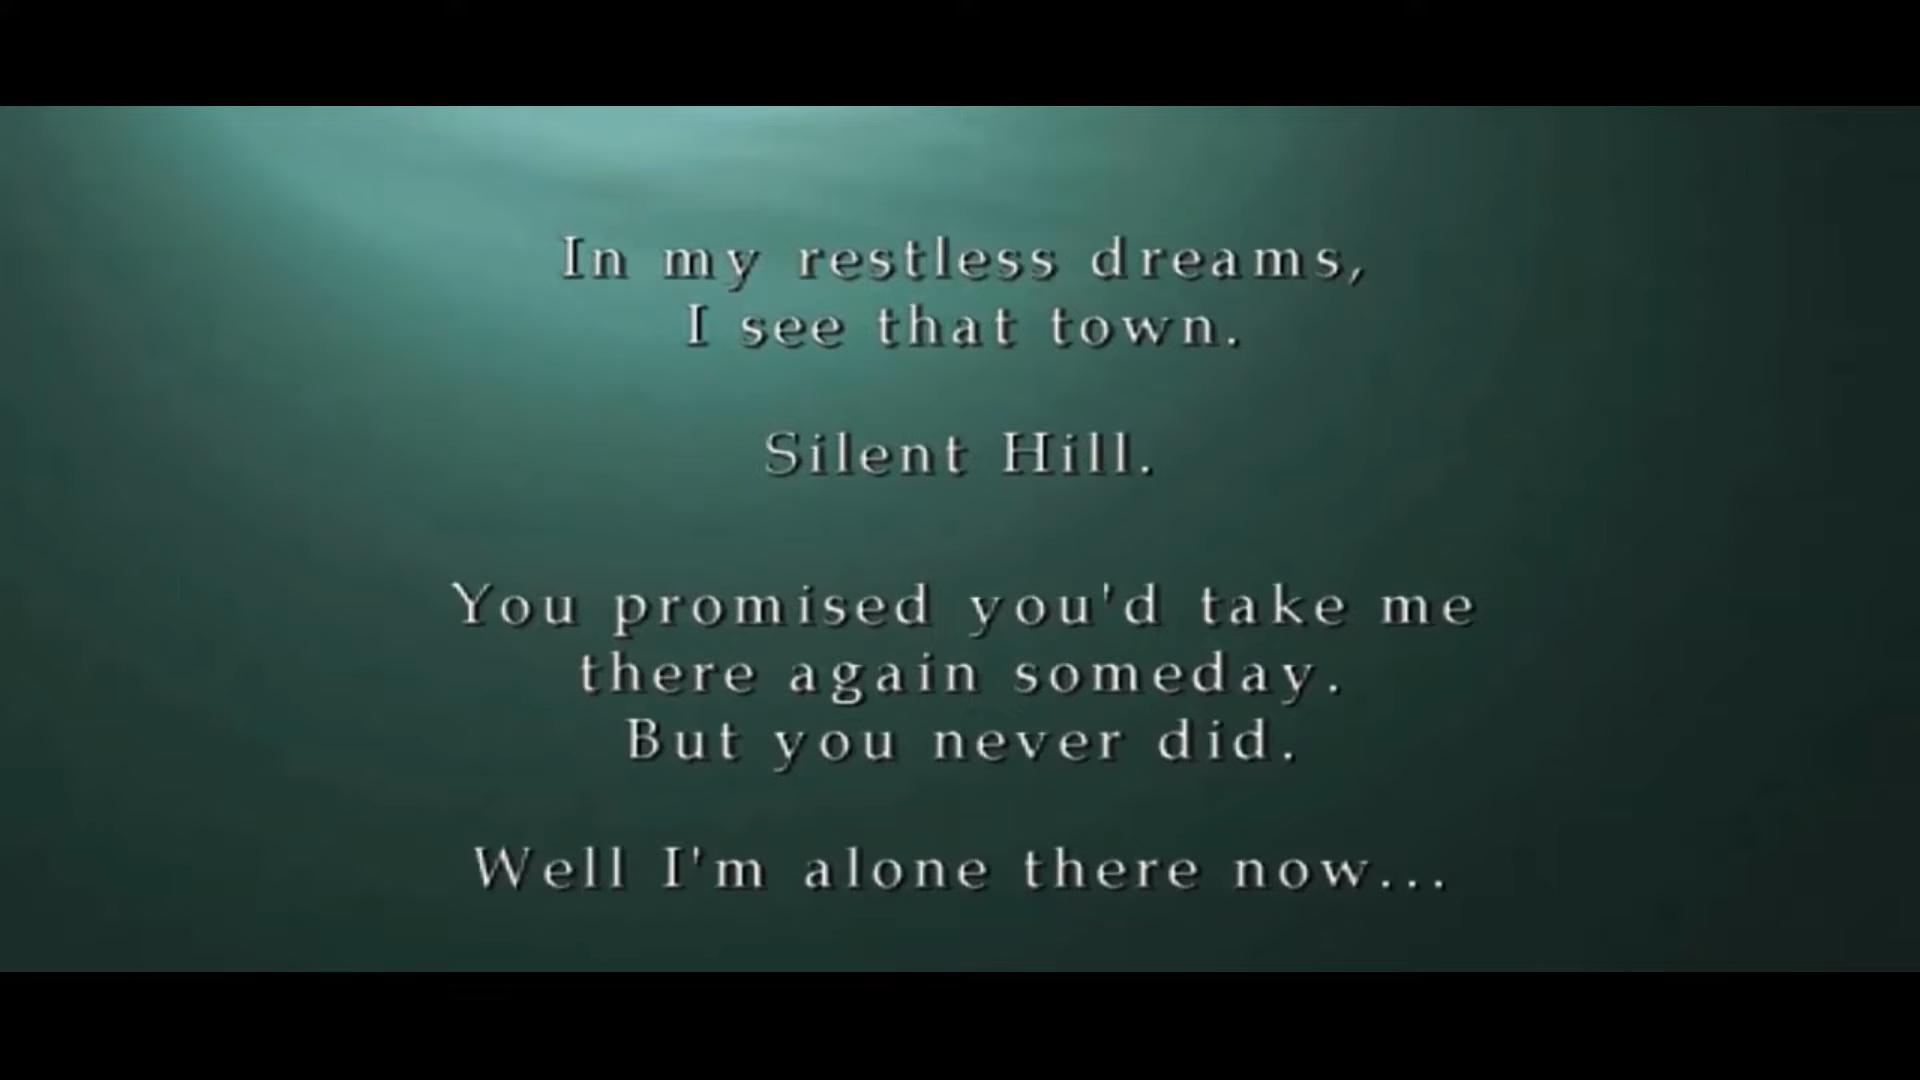 In my restless dreams,
I see that town.
Silent Hill.
You promised you'd take me
there again someday.
But you never did.
Well I'm alone there now...